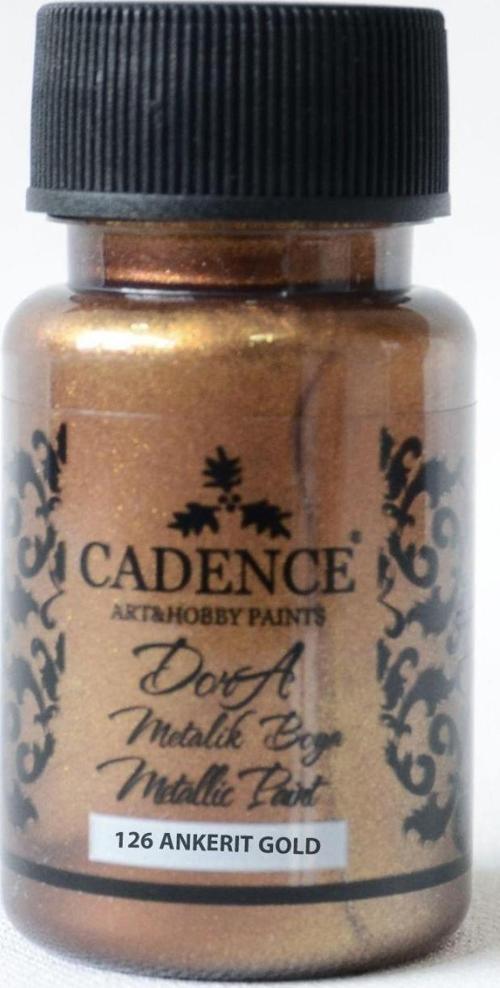 CADENCE®
ART&HOBBY PAINTS
DorA
Metalik Boya
Metallic Paint
126 ANKERIT GOLD